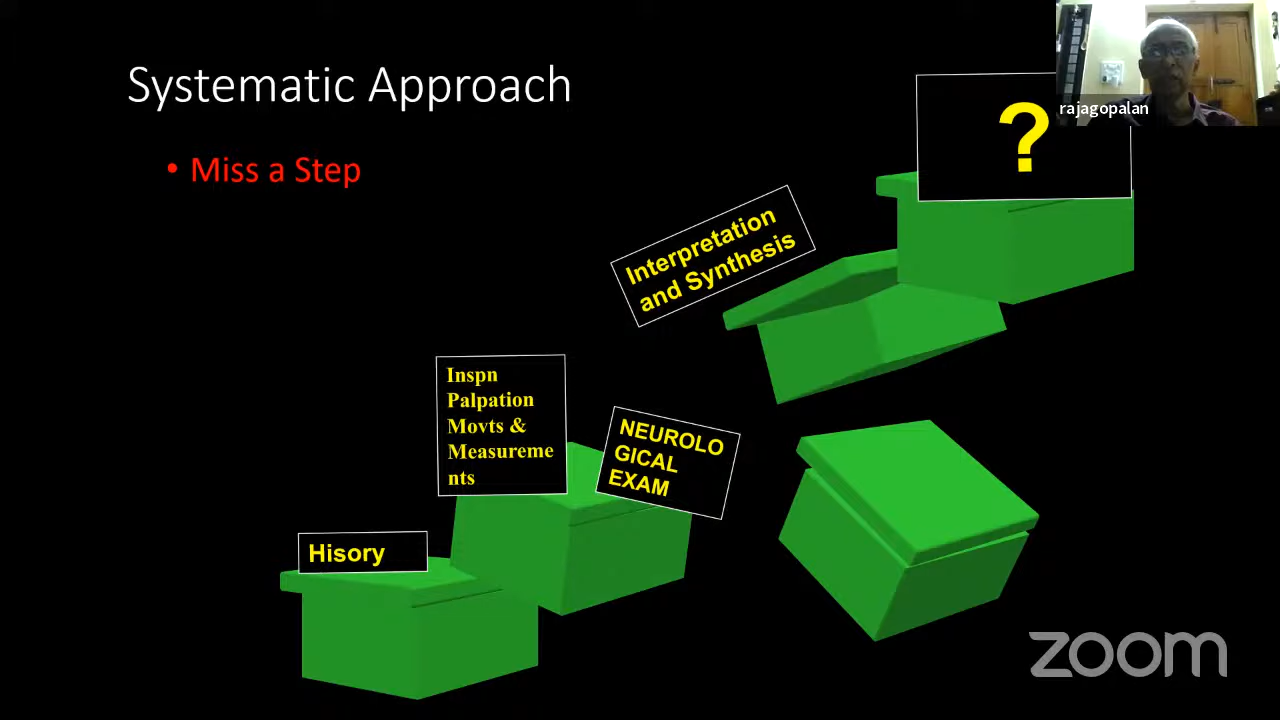 Systematic Approach
rajagopalan
?
• Miss a Step
Interpretation
and Synthesis
Inspn
Palpation
Movts &
Measureme
nts
NEUROLO
GICAL
EXAM
Hisory
zoom